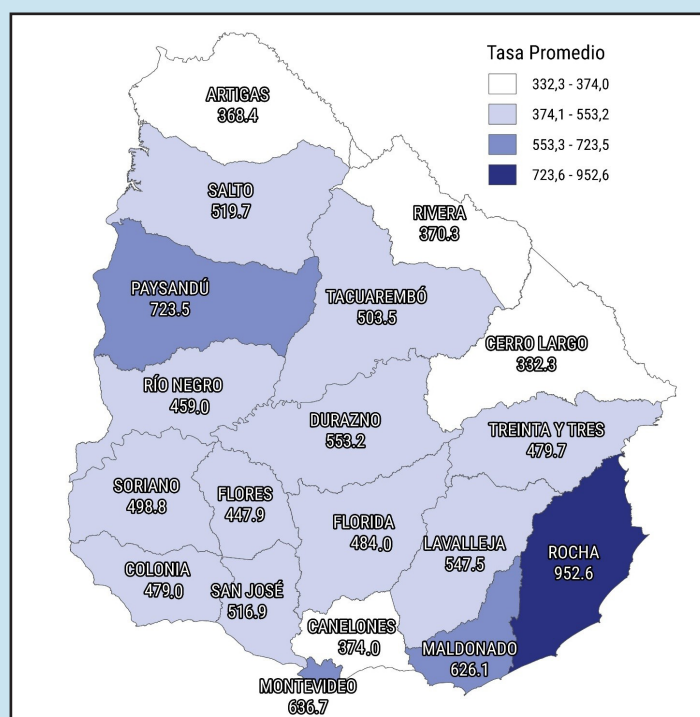 Tasa Promedio
332,3 - 374,0
374,1 - 553,2
553,3 - 723,5
723,6 - 952,6
ARTIGAS
368.4
SALTO
519.7
RIVERA
370.3
PAYSANDÚ
723.5
TACUAREMBÓ
503.5
CERRO LARGO
332.3
RÍO NEGRO
459.0
DURAZNO
553.2
TREINTA Y TRES
479.7
SORIANO
498.8
FLORES
447.9
FLORIDA
484.0
LAVALLEJA
547.5
ROCHA
952.6
COLONIA
479.0
SAN JOSÉ
516.9
CANELONES
374.0
MALDONADO
626.1
MONTEVIDEO
636.7